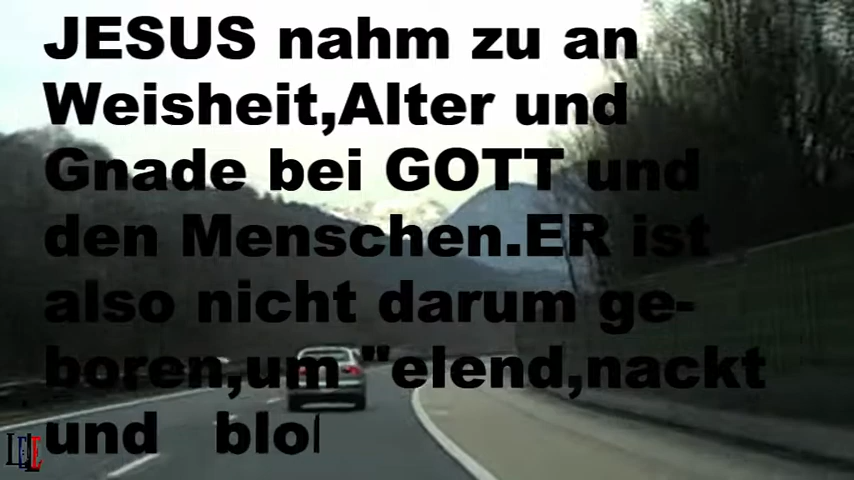 JESUS nahm zu an
Weisheit,Alter und
Gnade bei GOTT und
den Menschen.ER ist
also nicht darum ge-
boren,um "elend,nackt
und blo